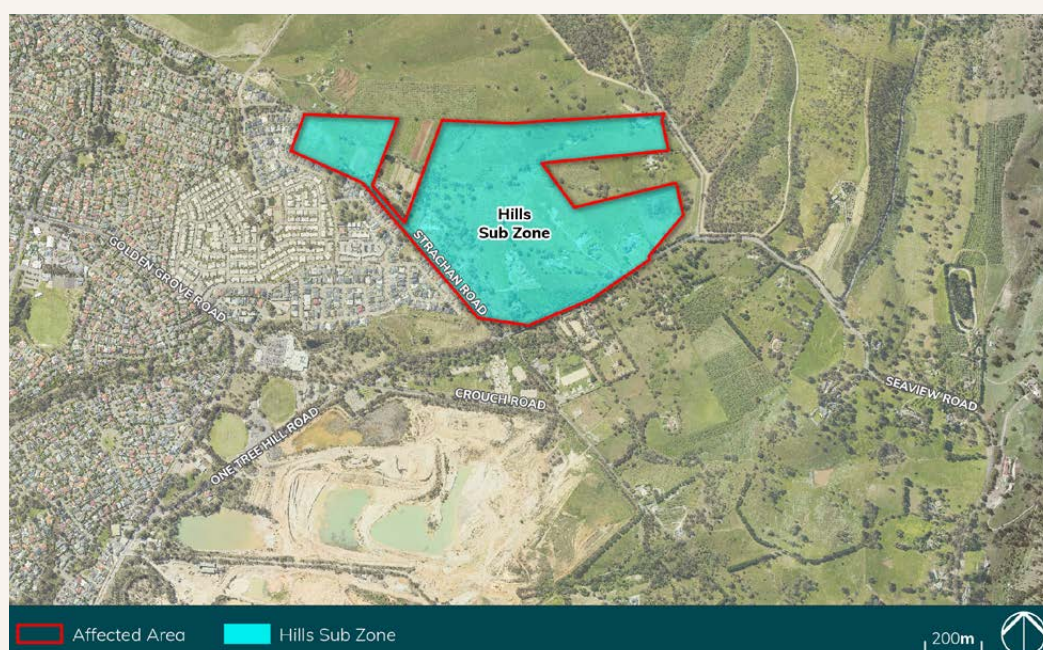 Hills
Sub Zone
STRACHAN ROAD
GOLDEN GROVE ROAD
CROUCH ROAD
SEAVIEW ROAD
ONE TREE HILL ROAD
Affected Area
Hills Sub Zone
200m